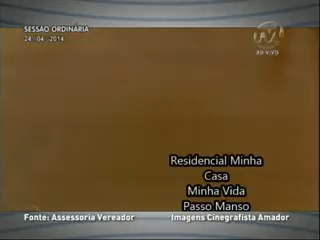 SESSÃO ORDINÁRIA
24 04 2014
AO VIVO
Residencial Minha
Casa
Minha Vida
Passo Manso
Fonte: Assessoria Vereador Imagens Cinegrafista Amador